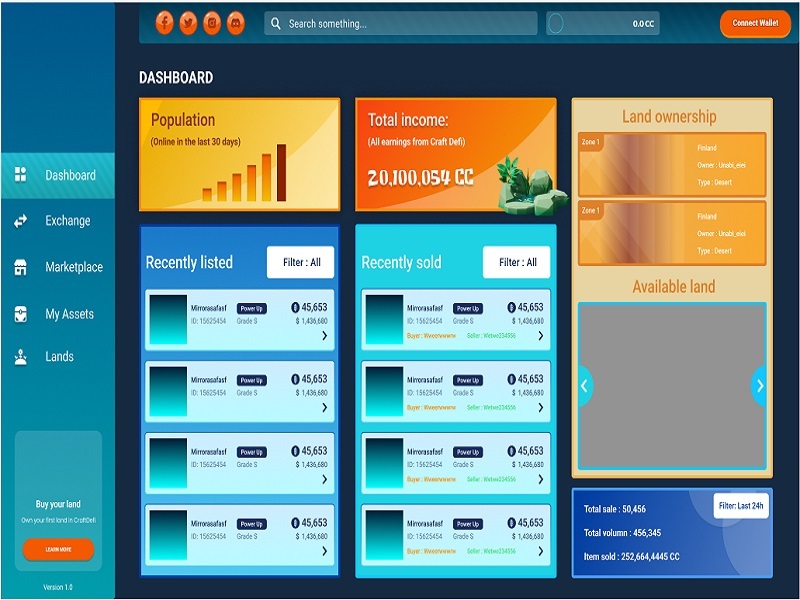 Search something...
0.0 CC
Connect Wallet
Dashboard
Exchange
Marketplace
My Assets
Lands
Buy your land
Own your first land in CraftDefi
LEARN MORE
Version 1.0
DASHBOARD
Population
(Online in the last 30 days)
Total income:
(All earnings from Craft Defi)
20,100,054 CC
Recently listed
Filter : All
Mirrorasafasf Power Up 45,653
ID: 15625454 Grade S $ 1,436,680
Mirrorasafasf Power Up 45,653
ID: 15625454 Grade S $ 1,436,680
Mirrorasafasf Power Up 45,653
ID: 15625454 Grade S $ 1,436,680
Mirrorasafasf Power Up 45,653
ID: 15625454 Grade S $ 1,436,680
Recently sold
Filter : All
Mirrorasafasf Power Up 45,653
ID: 15625454 Grade S $ 1,436,680
Buyer : Seller :
Mirrorasafasf Power Up 45,653
ID: 15625454 Grade S $ 1,436,680
Buyer : Seller :
Mirrorasafasf Power Up 45,653
ID: 15625454 Grade S $ 1,436,680
Buyer : Seller :
Mirrorasafasf Power Up 45,653
ID: 15625454 Grade S $ 1,436,680
Buyer : Seller :
Land ownership
Zone 1
Finland
Owner : Unabi_eiei
Type : Desert
Zone 1
Finland
Owner : Unabi_eiei
Type : Desert
Available land
Total sale : 50,456
Filter: Last 24h
Total volumn : 456,345
Item sold : 252,664,4445 CC